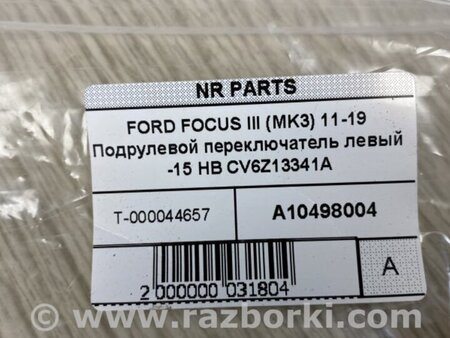 NR PARTS
FORD FOCUS III (MK3) 11-19
Подрулевой переключатель левый
-15 HB CV6Z13341A
T-000044657
A10498004
A
2 000000 031804
© www.razborki.com